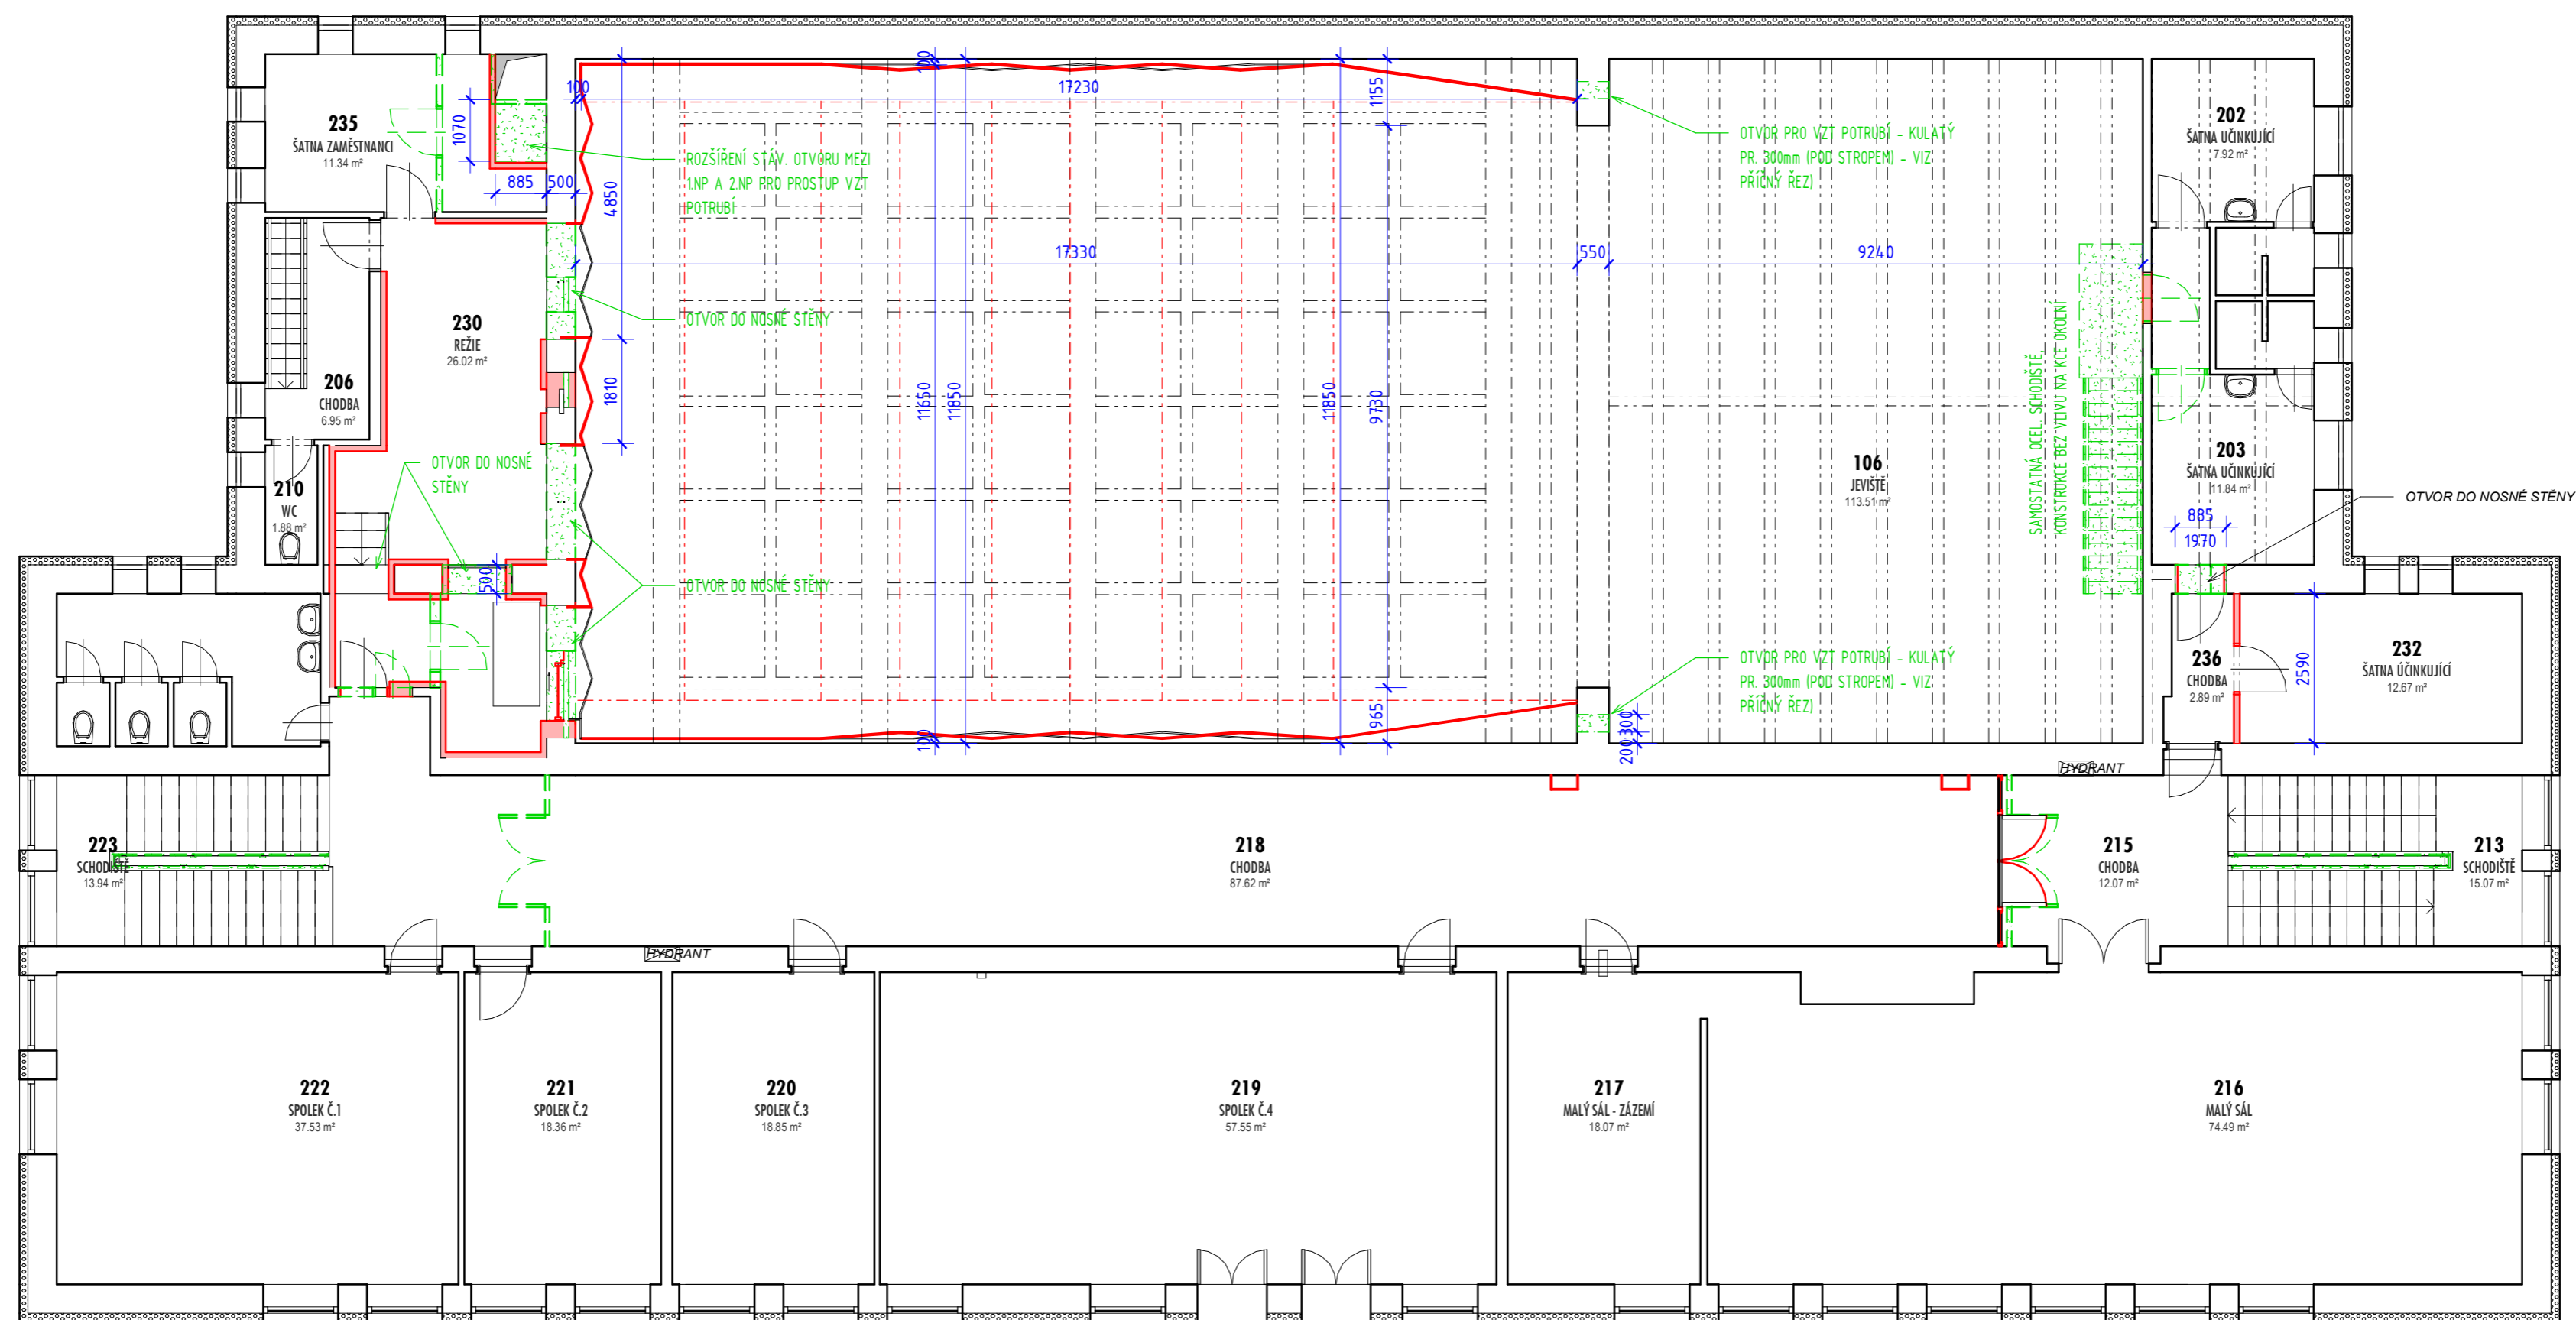 100
100
17230
1155
235
ŠATNA ZAMĚSTNANCI
11.34 m²
1070
885
500
ROZŠÍŘENÍ STÁV. OTVORU MEZI
1.NP A 2.NP PRO PROSTUP VZT
POTRUBÍ
4850
OTVOR PRO VZT POTRUBÍ - KULATÝ
PR. 300mm (POD STROPEM) - VIZ
PŘÍČNÝ ŘEZ)
202
ŠATNA UČINKUJÍCÍ
7.92 m²
17330
550
9240
230
REŽIE
26.02 m²
OTVOR DO NOSNÉ STĚNY
206
CHODBA
6.95 m²
1810
11650
11850
11850
9730
SAMOSTATNÁ OCEL. SCHODIŠTĚ,
KONSTRUKCE BEZ VLIVU NA KCE OKOLNÍ
OTVOR DO NOSNÉ
STĚNY
106
JEVIŠTĚ
113.51 m²
203
ŠATNA UČINKUJÍCÍ
11.84 m²
210
WC
1.88 m²
OTVOR DO NOSNÉ STĚNY
885
1970
500
OTVOR DO NOSNÉ STĚNY
OTVOR PRO VZT POTRUBÍ - KULATÝ
PR. 300mm (POD STROPEM) - VIZ
PŘÍČNÝ ŘEZ)
236
CHODBA
2.89 m²
2590
232
ŠATNA ÚČINKUJÍCÍ
12.67 m²
965
300
200
HYDRANT
223
SCHODIŠTĚ
13.94 m²
218
CHODBA
87.62 m²
215
CHODBA
12.07 m²
213
SCHODIŠTĚ
15.07 m²
HYDRANT
222
SPOLEK Č.1
37.53 m²
221
SPOLEK Č.2
18.36 m²
220
SPOLEK Č.3
18.85 m²
219
SPOLEK Č.4
57.55 m²
217
MALÝ SÁL - ZÁZEMÍ
18.07 m²
216
MALÝ SÁL
74.49 m²